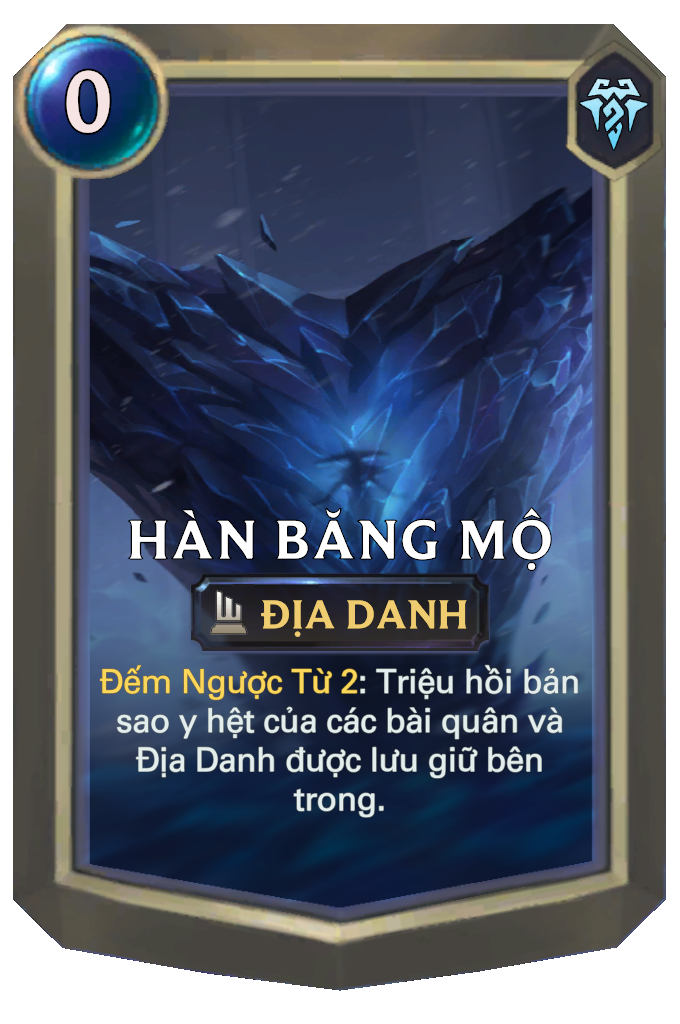 0
HÀN BĂNG MỘ
ĐỊA DANH
Đếm Ngược Từ 2: Triệu hồi bản
sao y hệt của các bài quân và
Địa Danh được lưu giữ bên
trong.